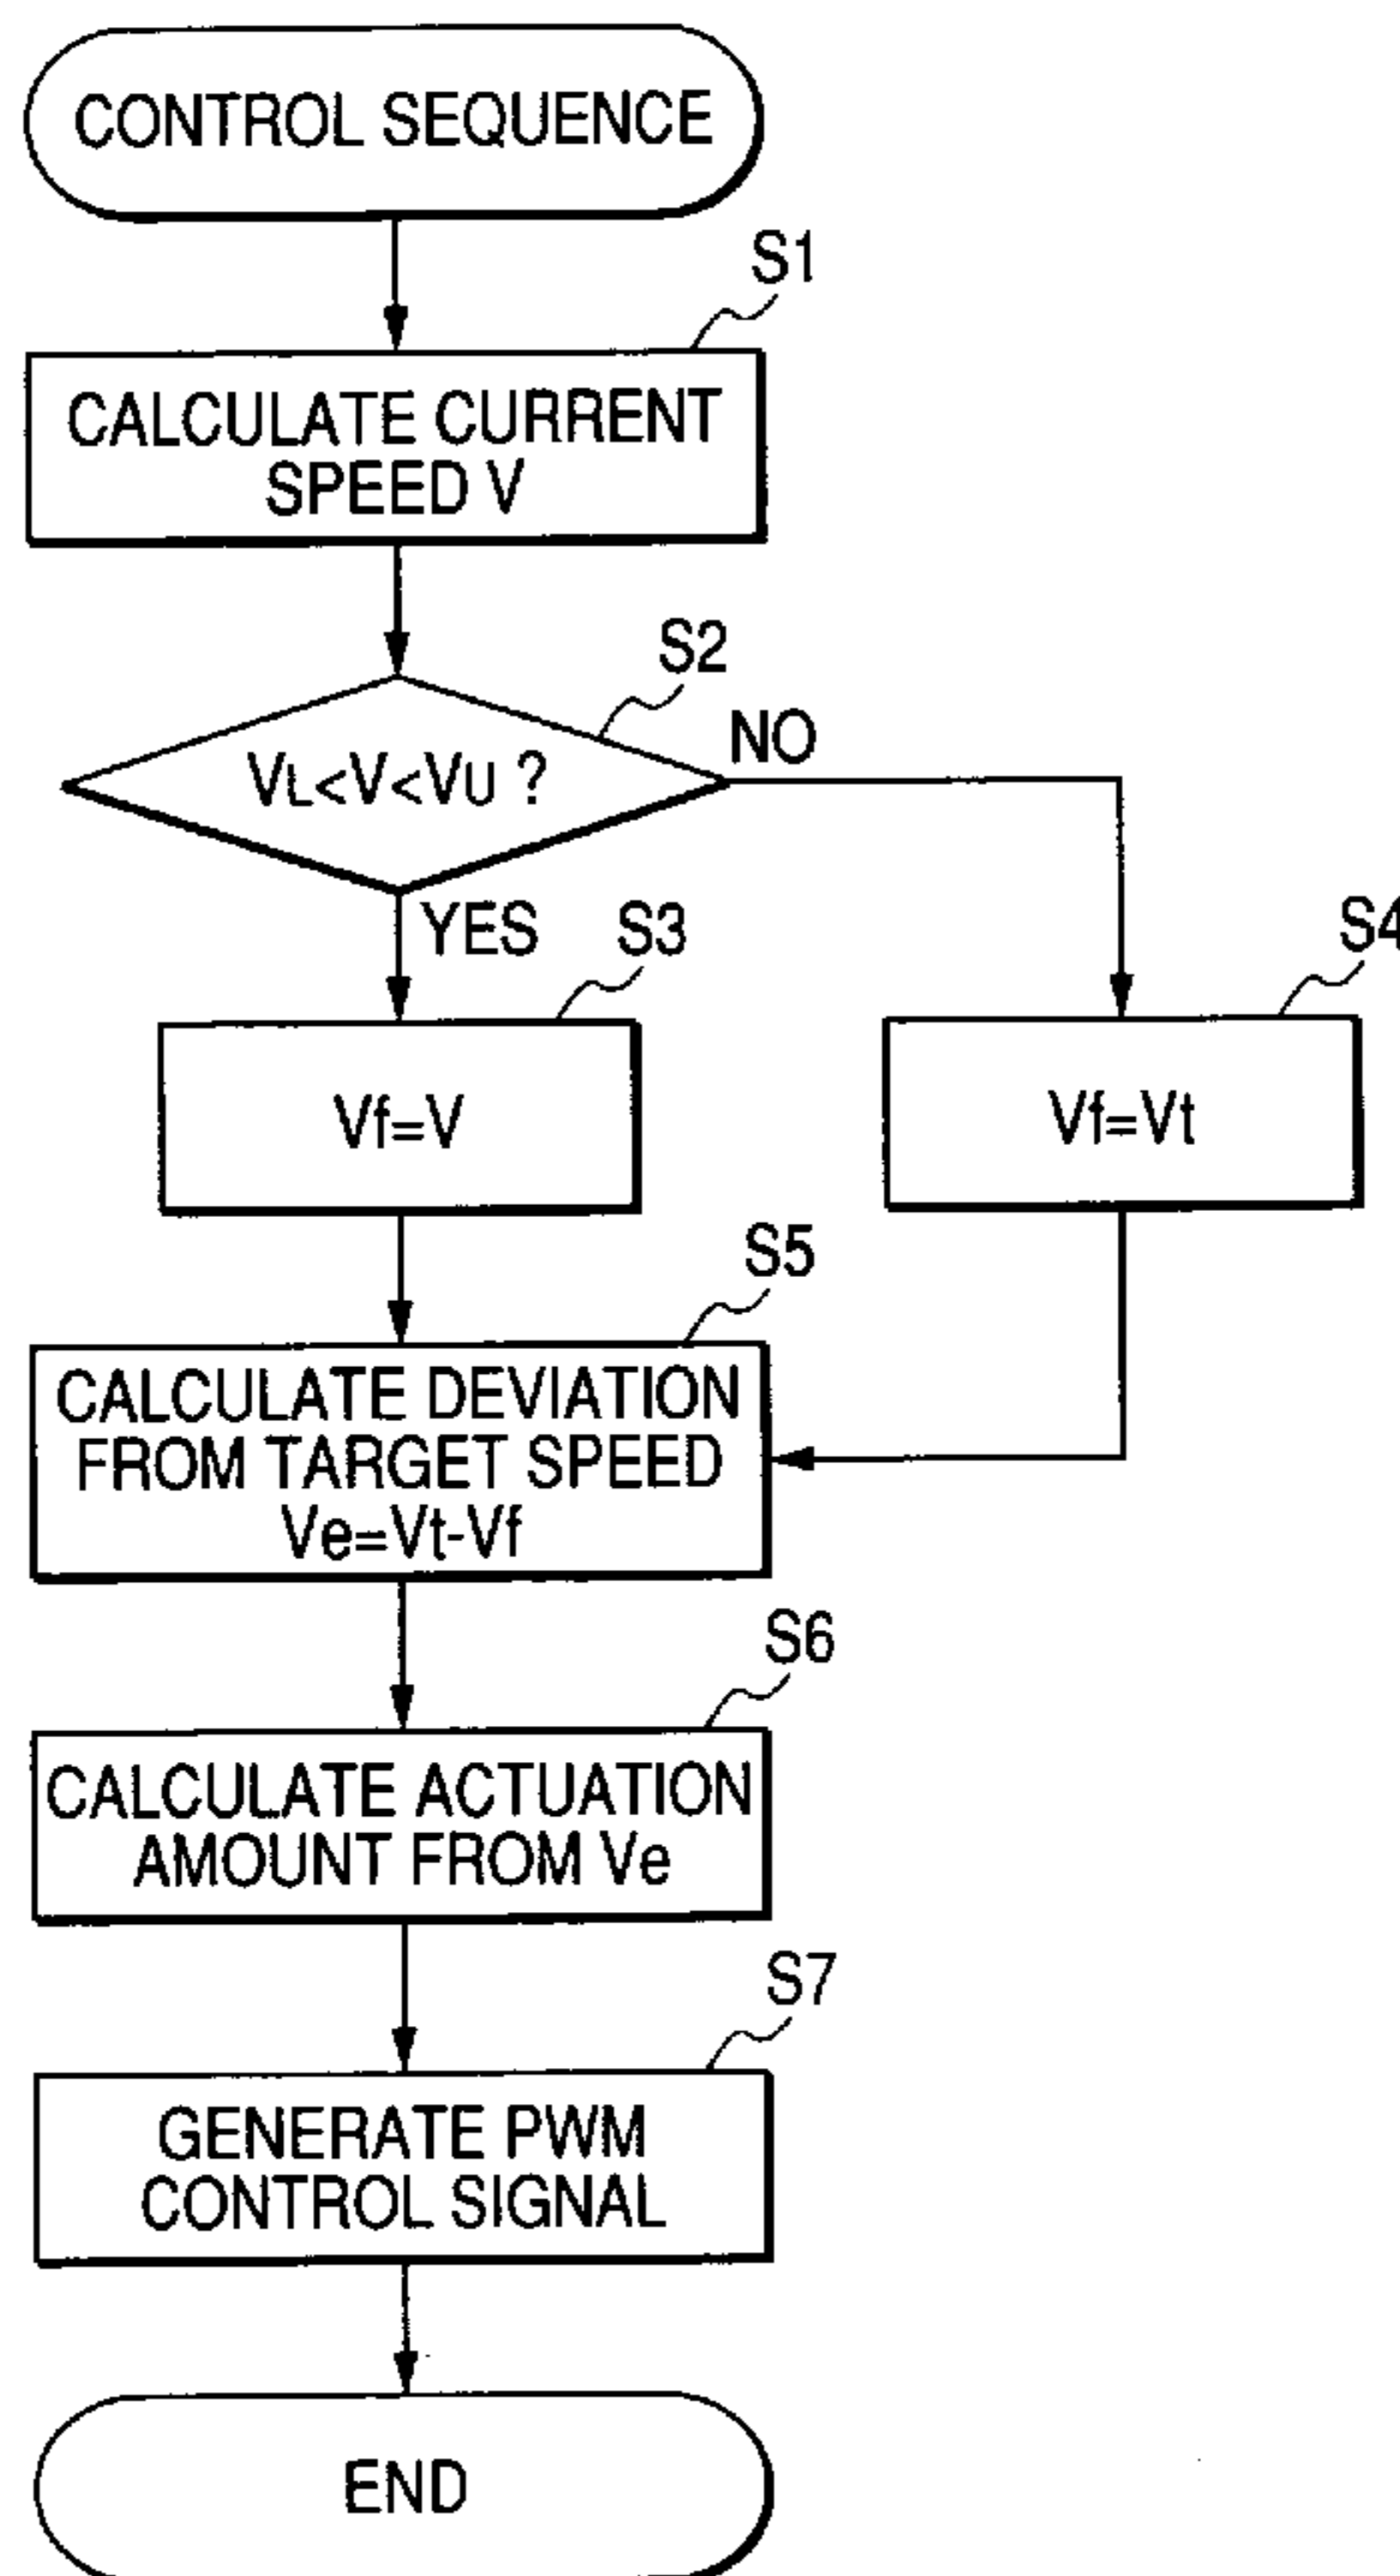 CONTROL SEQUENCE
S1
CALCULATE CURRENT
SPEED V
S2
VL<V<VU ?
NO
YES
S3
S4
Vf=V
Vf=Vt
S5
CALCULATE DEVIATION
FROM TARGET SPEED
Ve=Vt-Vf
S6
CALCULATE ACTUATION
AMOUNT FROM Ve
S7
GENERATE PWM
CONTROL SIGNAL
END